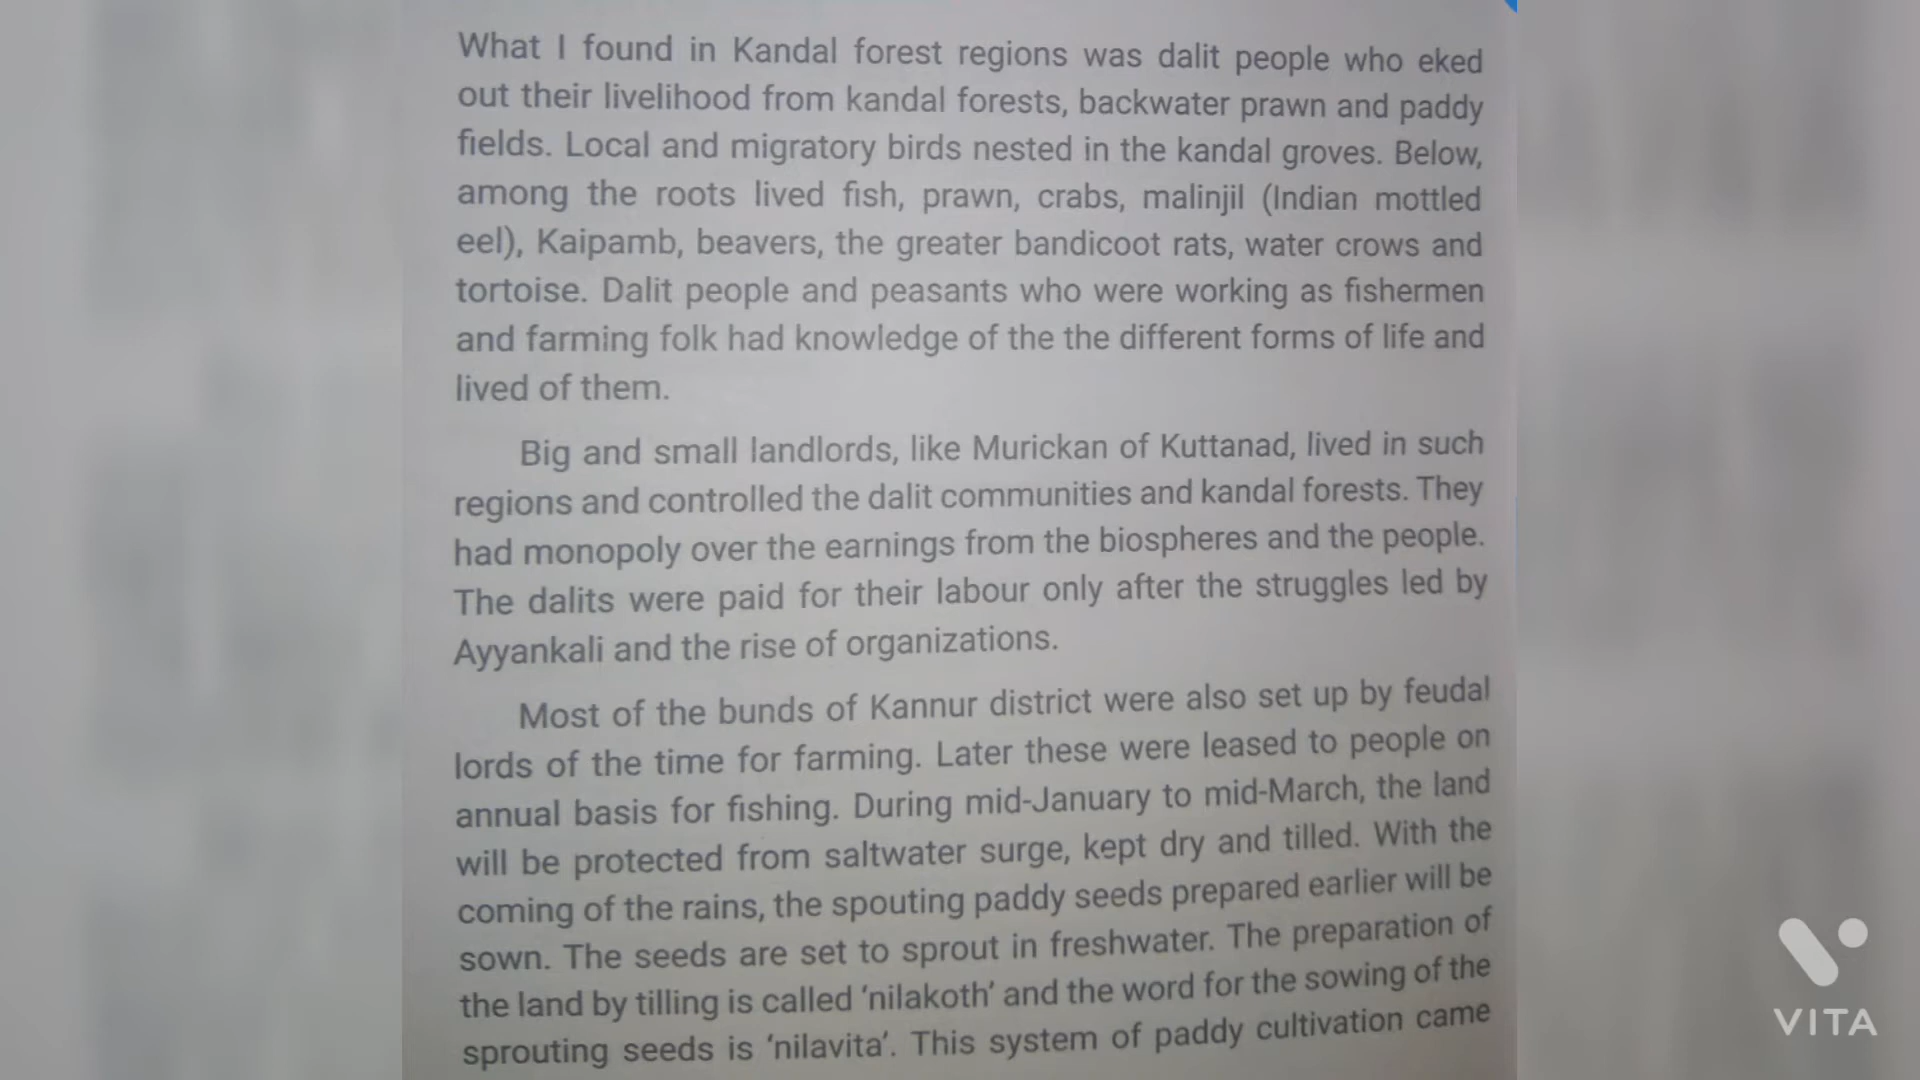 What I found in Kandal forest regions was dalit people who eked
out their livelihood from kandal forests, backwater prawn and paddy
fields. Local and migratory birds nested in the kandal groves. Below,
among the roots lived fish, prawn, crabs, malinjil (Indian mottled
eel), Kaipamb, beavers, the greater bandicoot rats, water crows and
tortoise. Dalit people and peasants who were working as fishermen
and farming folk had knowledge of the the different forms of life and
lived of them.
Big and small landlords, like Murickan of Kuttanad, lived in such
regions and controlled the dalit communities and kandal forests. They
had monopoly over the earnings from the biospheres and the people.
The dalits were paid for their labour only after the struggles led by
Ayyankali and the rise of organizations.
Most of the bunds of Kannur district were also set up by feudal
lords of the time for farming. Later these were leased to people on
annual basis for fishing. During mid-January to mid-March, the land
will be protected from saltwater surge, kept dry and tilled. With the
coming of the rains, the spouting paddy seeds prepared earlier will be
sown. The seeds are set to sprout in freshwater. The preparation of
the land by tilling is called ‘nilakoth’ and the word for the sowing of the
sprouting seeds is ‘nilavita’. This system of paddy cultivation came
VITA